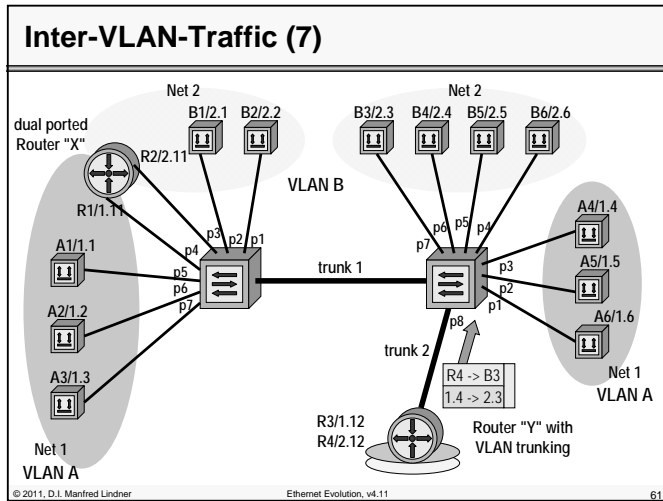 Inter-VLAN-Traffic (7)
Net 2
Net 2
B1/2.1
B2/2.2
B3/2.3
B4/2.4
B5/2.5
B6/2.6
dual ported
Router "X"
R2/2.11
VLAN B
R1/1.11
p3
p2
p1
p4
p5
p6
p7
A1/1.1
A2/1.2
A3/1.3
trunk 1
p7
p6
p5
p4
p3
p2
p1
p8
A4/1.4
A5/1.5
A6/1.6
trunk 2
R4 -> B3
1.4 -> 2.3
Net 1
VLAN A
R3/1.12
R4/2.12
Router "Y" with
VLAN trunking
Net 1
VLAN A
© 2011, D.I. Manfred Lindner
Ethernet Evolution, v4.11
61